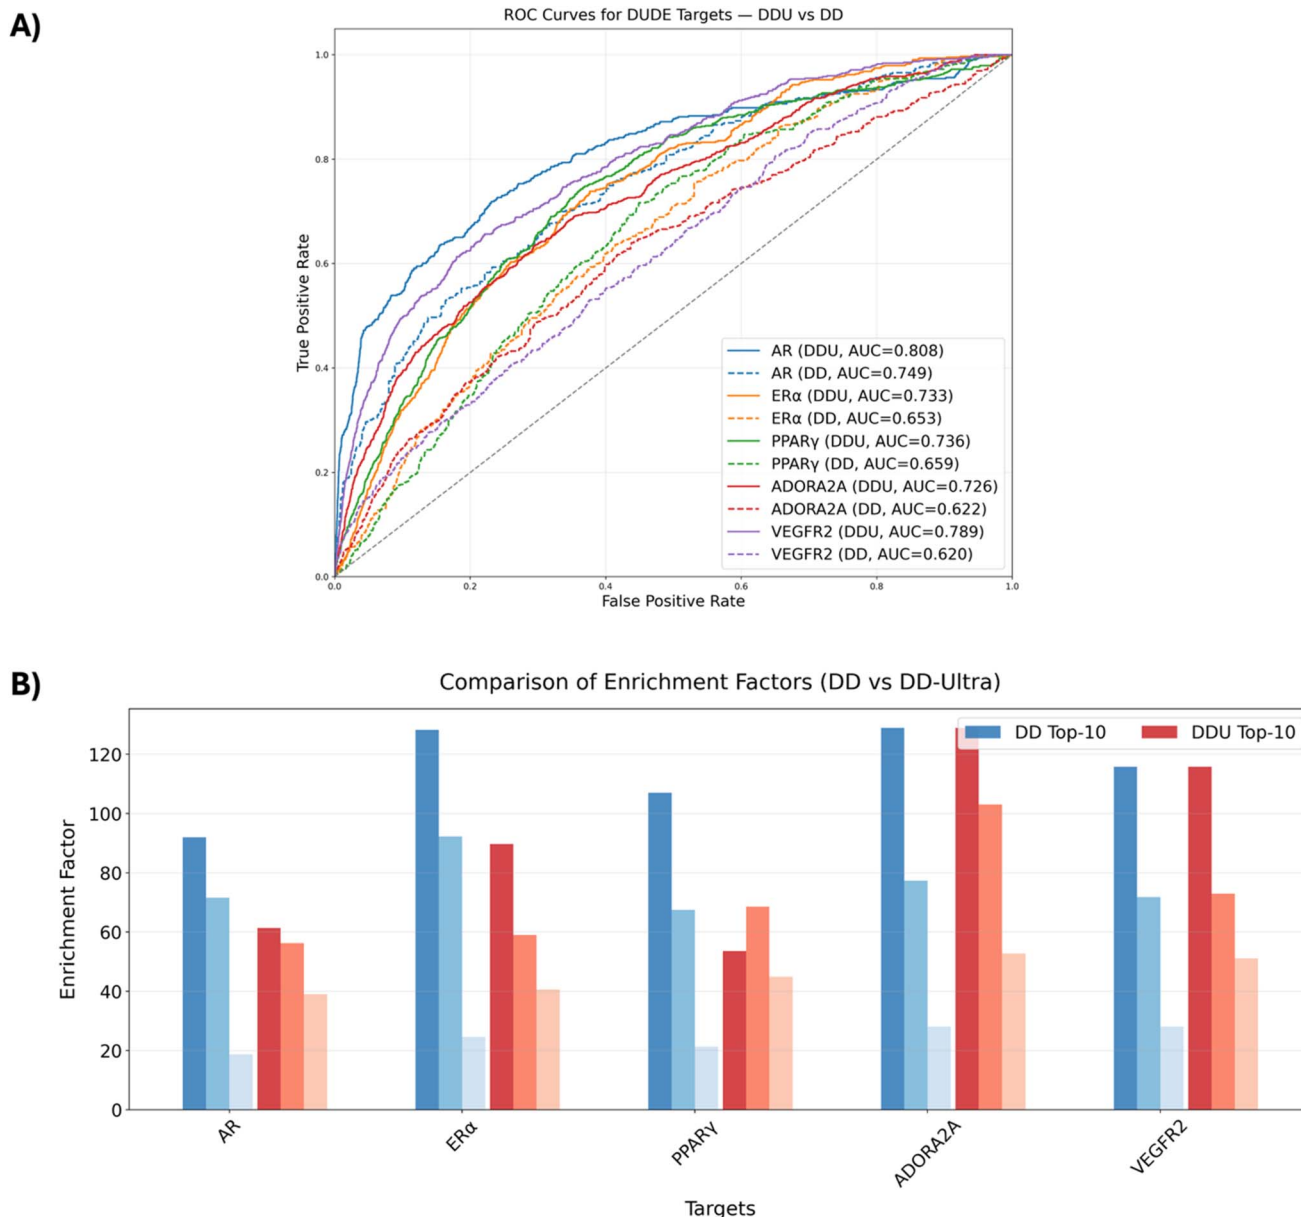 A)
ROC Curves for DUDE Targets — DDU vs DD
1.0
0.8
0.6
0.4
0.2
0.0
True Positive Rate
AR (DDU, AUC=0.808)
AR (DD, AUC=0.749)
ERα (DDU, AUC=0.733)
ERα (DD, AUC=0.653)
PPARγ (DDU, AUC=0.736)
PPARγ (DD, AUC=0.659)
ADORA2A (DDU, AUC=0.726)
ADORA2A (DD, AUC=0.622)
VEGFR2 (DDU, AUC=0.789)
VEGFR2 (DD, AUC=0.620)
0.0 0.2 0.4 0.6 0.8 1.0
False Positive Rate
B)
Comparison of Enrichment Factors (DD vs DD-Ultra)
DD Top-10 DDU Top-10
120
100
80
60
40
20
0
Enrichment Factor
AR ERα PPARγ ADORA2A VEGFR2
Targets